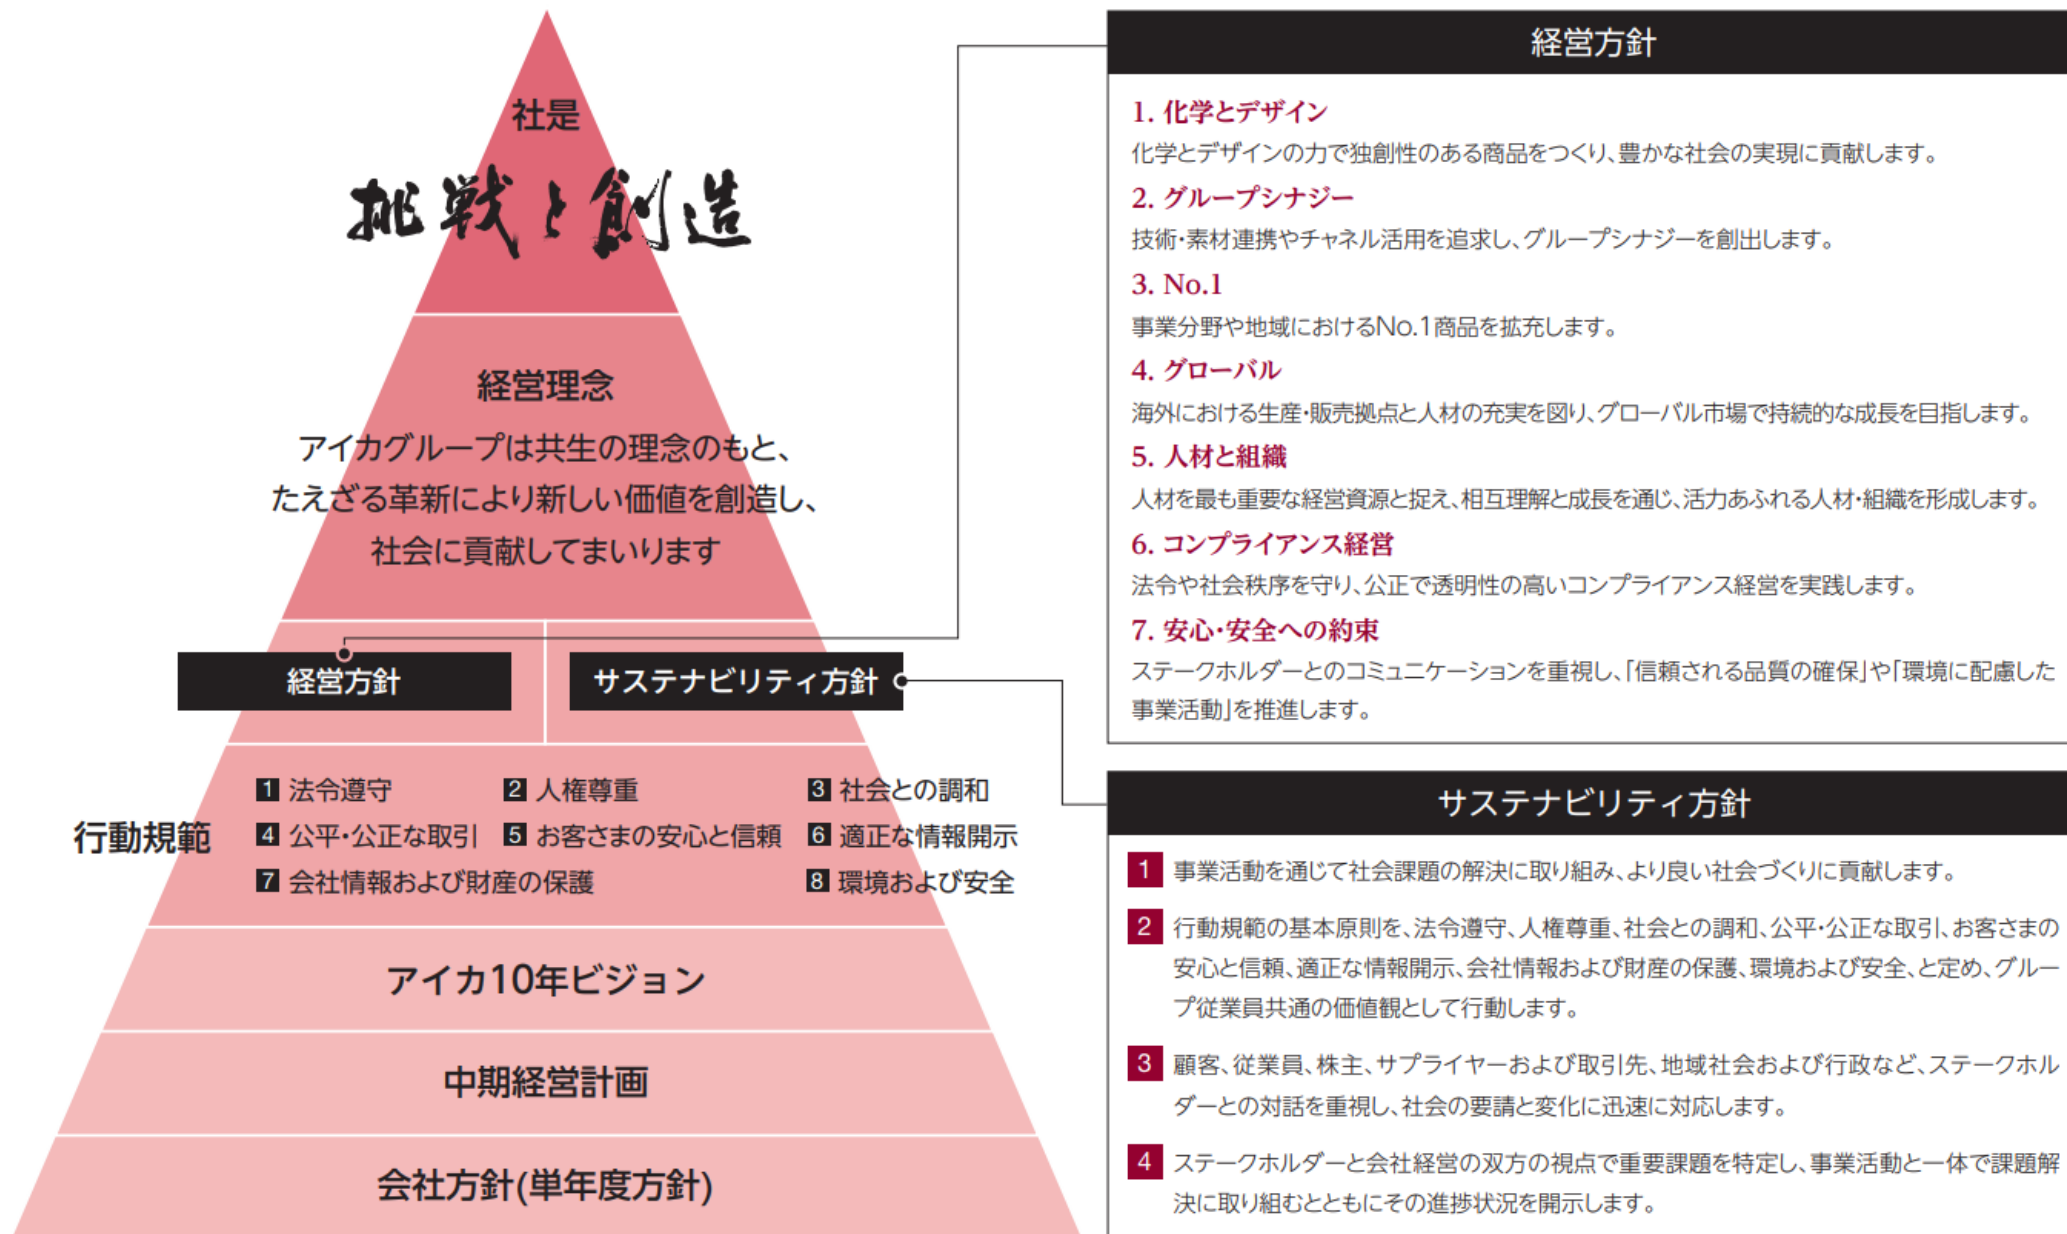 社是
挑戦と創造
経営理念
アイカグループは共生の理念のもと、
たえざる革新により新しい価値を創造し、
社会に貢献してまいります
経営方針
サステナビリティ方針
行動規範
1 法令遵守
2 人権尊重
3 社会との調和
4 公平・公正な取引
5 お客さまの安心と信頼
6 適正な情報開示
7 会社情報および財産の保護
8 環境および安全
アイカ10年ビジョン
中期経営計画
会社方針(単年度方針)
経営方針
1. 化学とデザイン
化学とデザインの力で独創性のある商品をつくり、豊かな社会の実現に貢献します。
2. グループシナジー
技術・素材連携やチャネル活用を追求し、グループシナジーを創出します。
3. No.1
事業分野や地域におけるNo.1商品を拡充します。
4. グローバル
海外における生産・販売拠点と人材の充実を図り、グローバル市場で持続的な成長を目指します。
5. 人材と組織
人材を最も重要な経営資源と捉え、相互理解と成長を通じ、活力あふれる人材・組織を形成します。
6. コンプライアンス経営
法令や社会秩序を守り、公正で透明性の高いコンプライアンス経営を実践します。
7. 安心・安全への約束
ステークホルダーとのコミュニケーションを重視し、「信頼される品質の確保」や「環境に配慮した
事業活動」を推進します。
サステナビリティ方針
1 事業活動を通じて社会課題の解決に取り組み、より良い社会づくりに貢献します。
2 行動規範の基本原則を、法令遵守、人権尊重、社会との調和、公平・公正な取引、お客さまの
安心と信頼、適正な情報開示、会社情報および財産の保護、環境および安全、と定め、グルー
プ従業員共通の価値観として行動します。
3 顧客、従業員、株主、サプライヤーおよび取引先、地域社会および行政など、ステークホル
ダーとの対話を重視し、社会の要請と変化に迅速に対応します。
4 ステークホルダーと会社経営の双方の視点で重要課題を特定し、事業活動と一体で課題解
決に取り組むとともにその進捗状況を開示します。